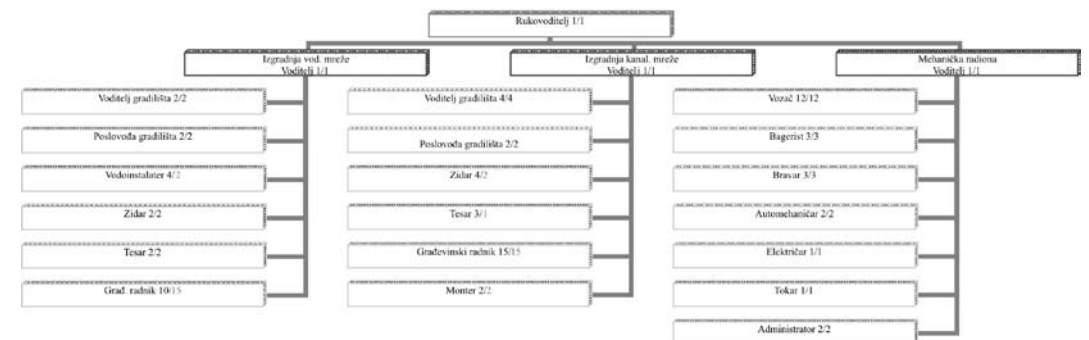 Rukovoditelj 1/1
Izgradnja vod. mreže
Voditelj 1/1
Voditelj gradilišta 2/2
Poslovođa gradilišta 2/2
Vodoinstalater 4/2
Zidar 2/2
Tesar 2/2
Građ. radnik 10/15
Izgradnja kanal. mreže
Voditelj 1/1
Voditelj gradilišta 4/4
Poslovođa gradilišta 2/2
Zidar 4/2
Tesar 3/1
Građevinski radnik 15/15
Monter 2/2
Mehanička radiona
Voditelj 1/1
Vozač 12/12
Bagerist 3/3
Bravar 3/3
Automehaničar 2/2
Električar 1/1
Tokar 1/1
Administrator 2/2